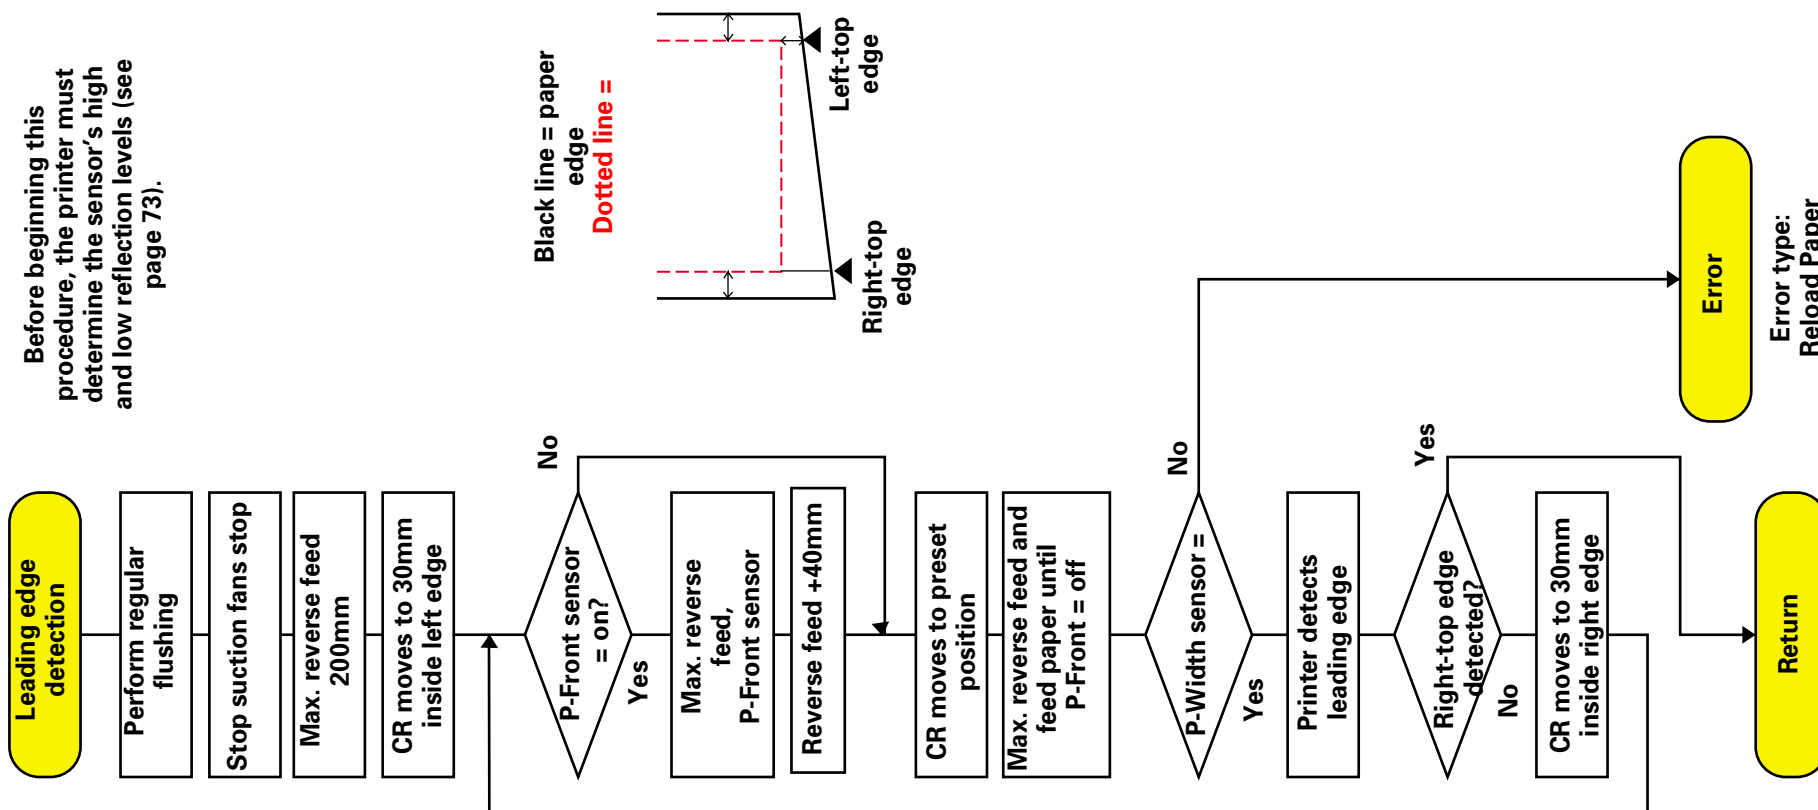 Before beginning this
procedure, the printer must
determine the sensor's high
and low reflection levels (see
page 73).
Black line = paper
edge
Dotted line =
Left-top
edge
Right-top
edge
Leading edge
detection
Perform regular
flushing
Stop suction fans stop
Max. reverse feed
200mm
CR moves to 30mm
inside left edge
P-Front sensor
= on?
No
Yes
Max. reverse
feed,
P-Front sensor
Reverse feed +40mm
CR moves to preset
position
Max. reverse feed and
feed paper until
P-Front = off
P-Width sensor =
No
Yes
Error
Error type:
Reload Paper
Printer detects
leading edge
Right-top edge
detected?
Yes
No
CR moves to 30mm
inside right edge
Return